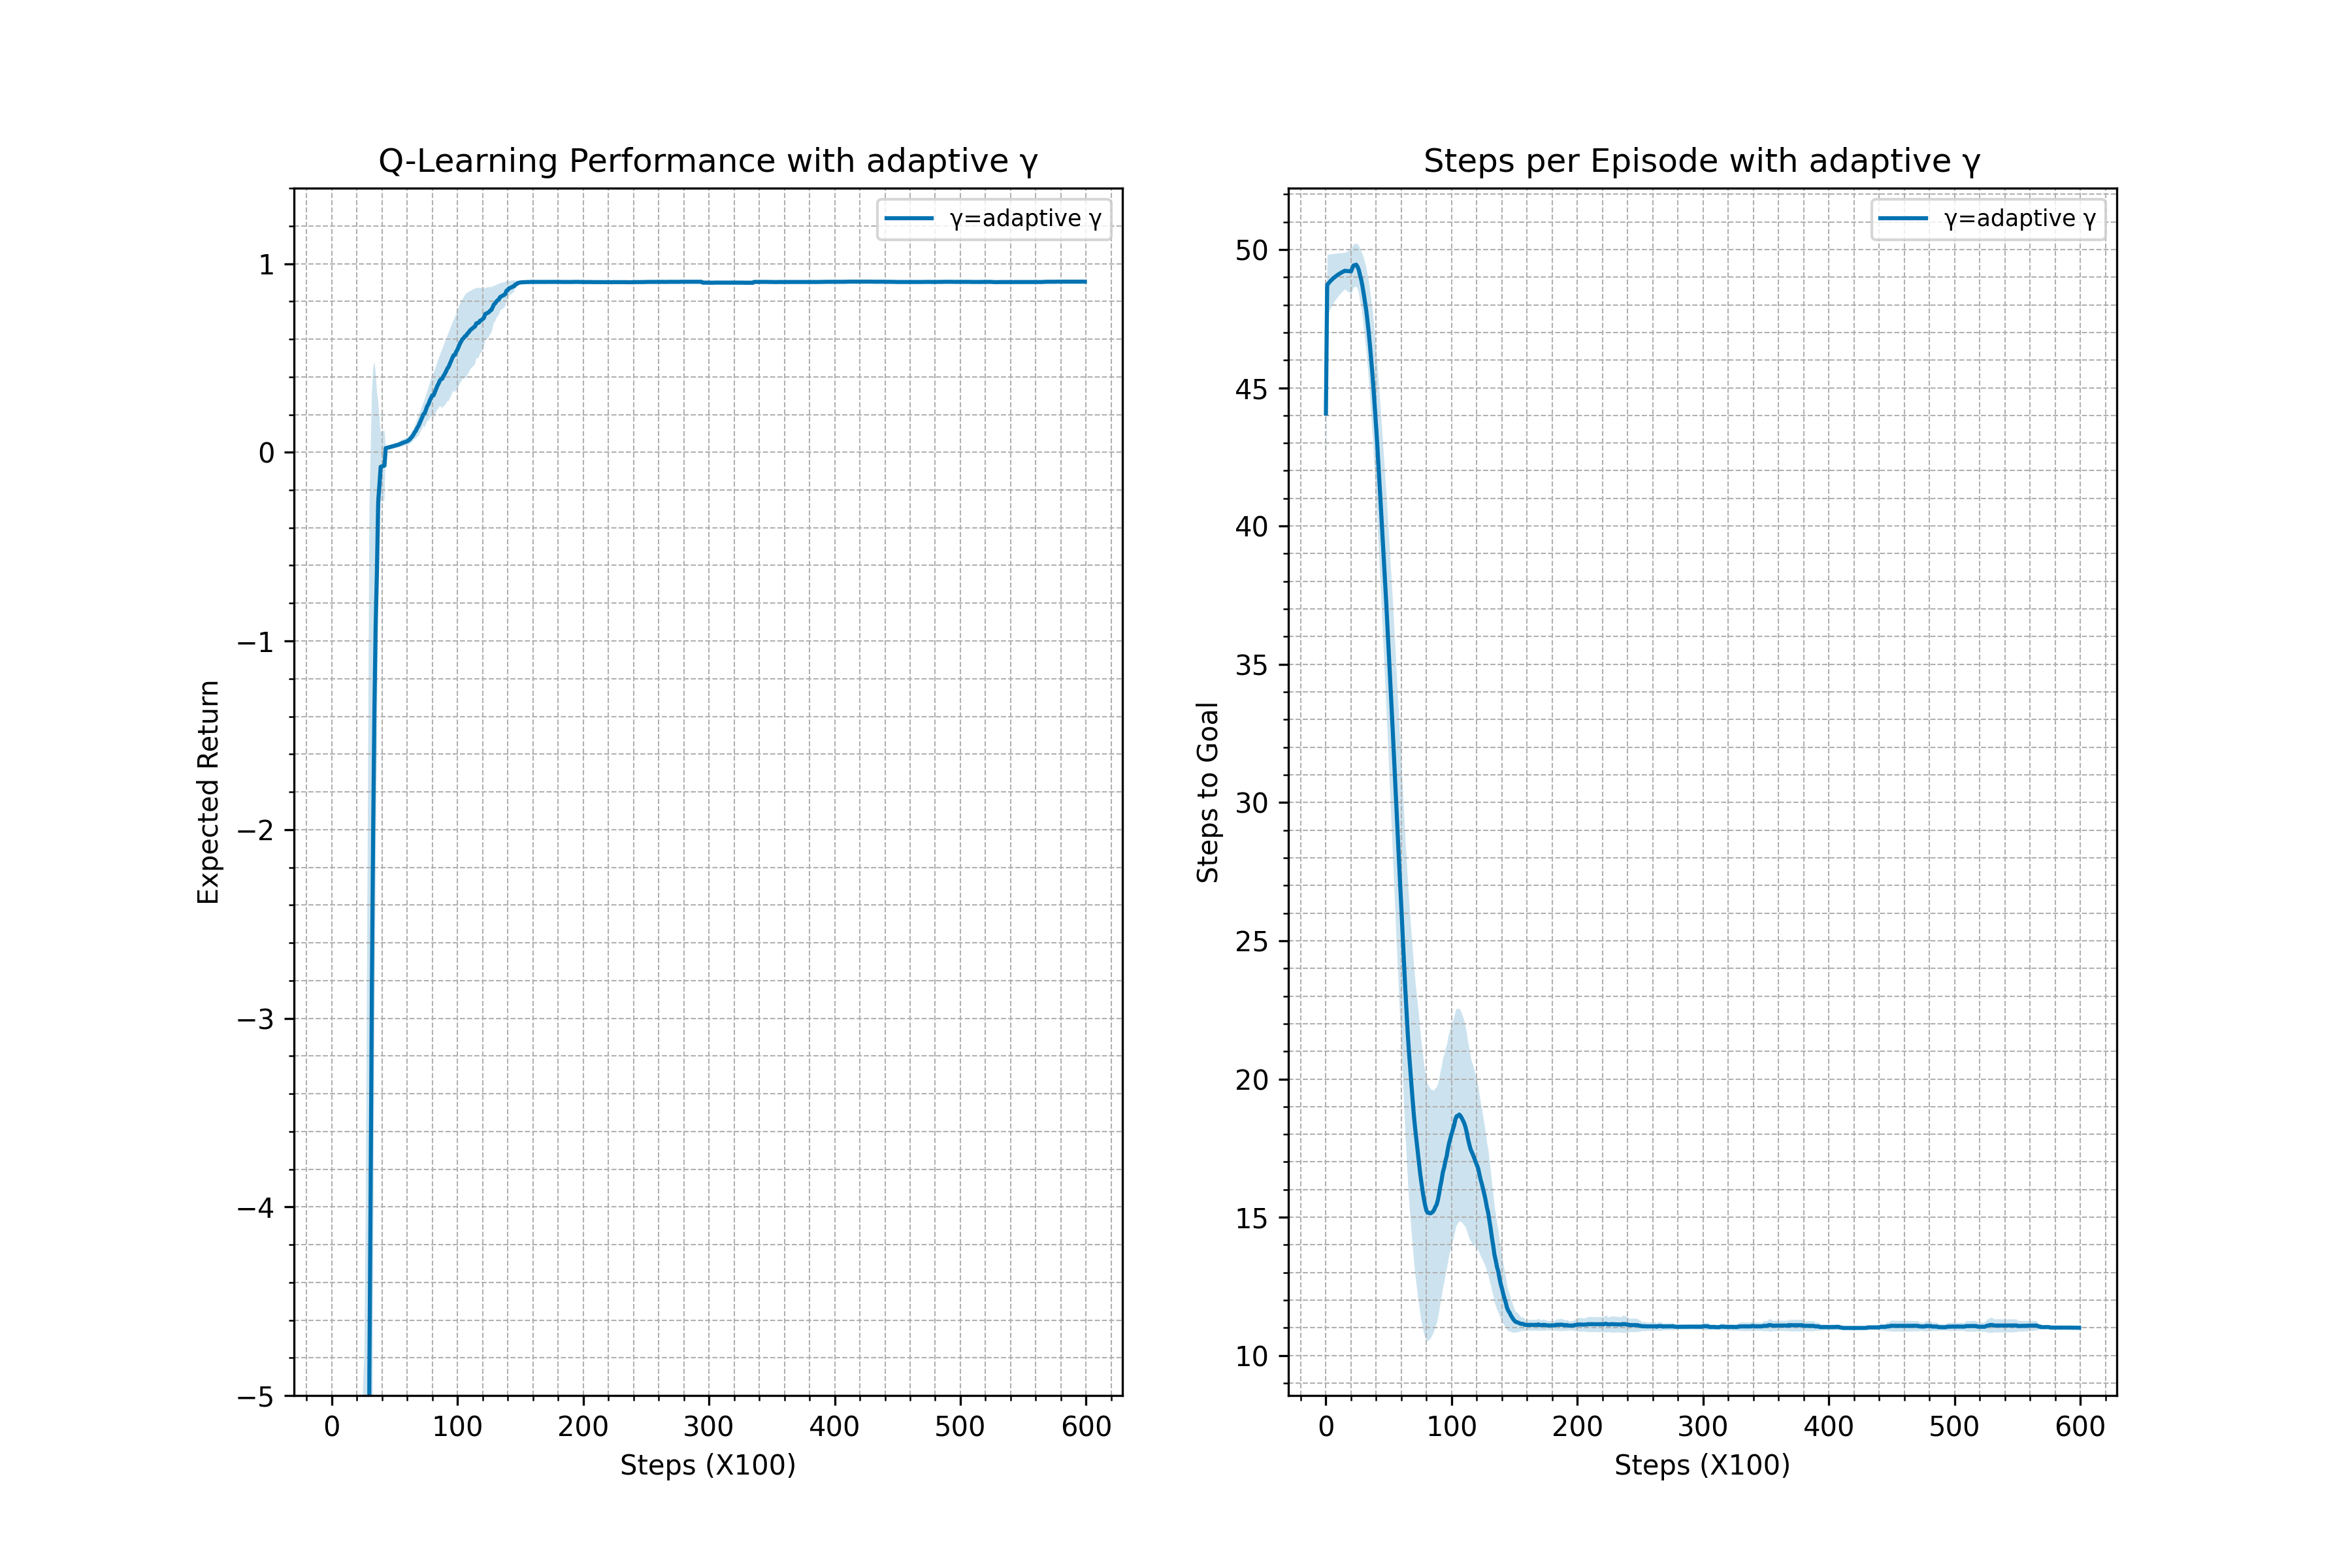 Q-Learning Performance with adaptive γ
γ=adaptive γ
1
0
−1
−2
−3
−4
−5
Expected Return
0 100 200 300 400 500 600
Steps (X100)
Steps per Episode with adaptive γ
γ=adaptive γ
50
45
40
35
30
25
20
15
10
Steps to Goal
0 100 200 300 400 500 600
Steps (X100)